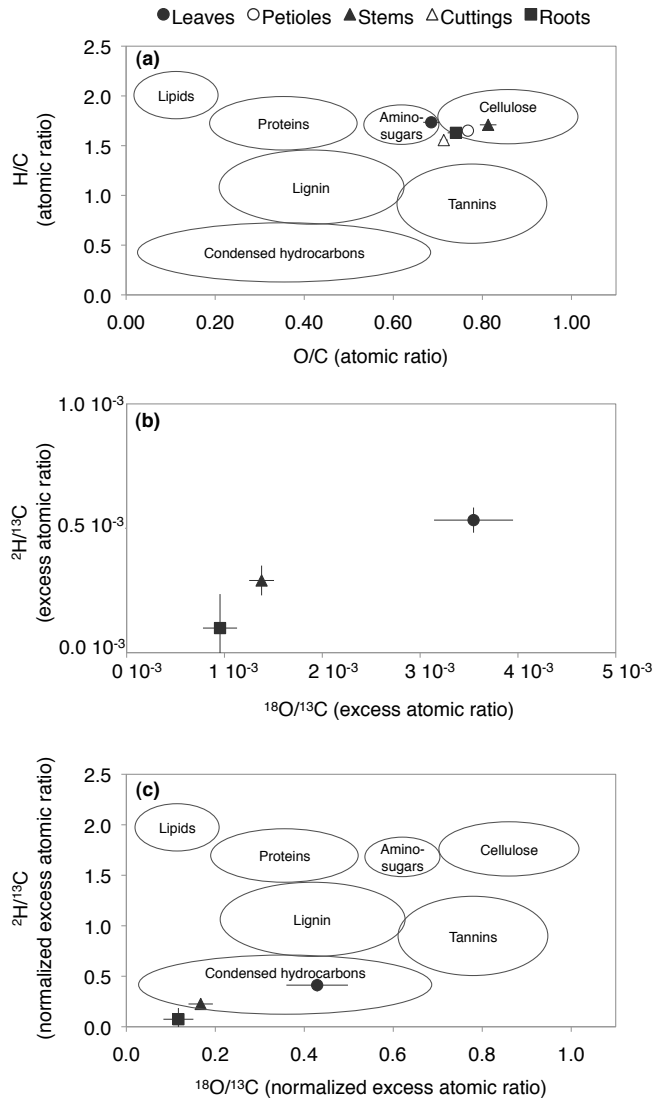 ● Leaves ○ Petioles ▲ Stems △ Cuttings ■ Roots
(a)
2.5
2.0
1.5
1.0
0.5
0.0
H/C
(atomic ratio)
Lipids
Proteins
Amino-
sugars
Cellulose
Lignin
Tannins
Condensed hydrocarbons
0.00 0.20 0.40 0.60 0.80 1.00
O/C (atomic ratio)
(b)
1.0 10⁻³
0.5 10⁻³
0.0 10⁻³
²H/¹³C
(excess atomic ratio)
0 10⁻³ 1 10⁻³ 2 10⁻³ 3 10⁻³ 4 10⁻³ 5 10⁻³
¹⁸O/¹³C (excess atomic ratio)
(c)
2.5
2.0
1.5
1.0
0.5
0.0
²H/¹³C
(normalized excess atomic ratio)
Lipids
Proteins
Amino-
sugars
Cellulose
Lignin
Tannins
Condensed hydrocarbons
0.0 0.2 0.4 0.6 0.8 1.0
¹⁸O/¹³C (normalized excess atomic ratio)